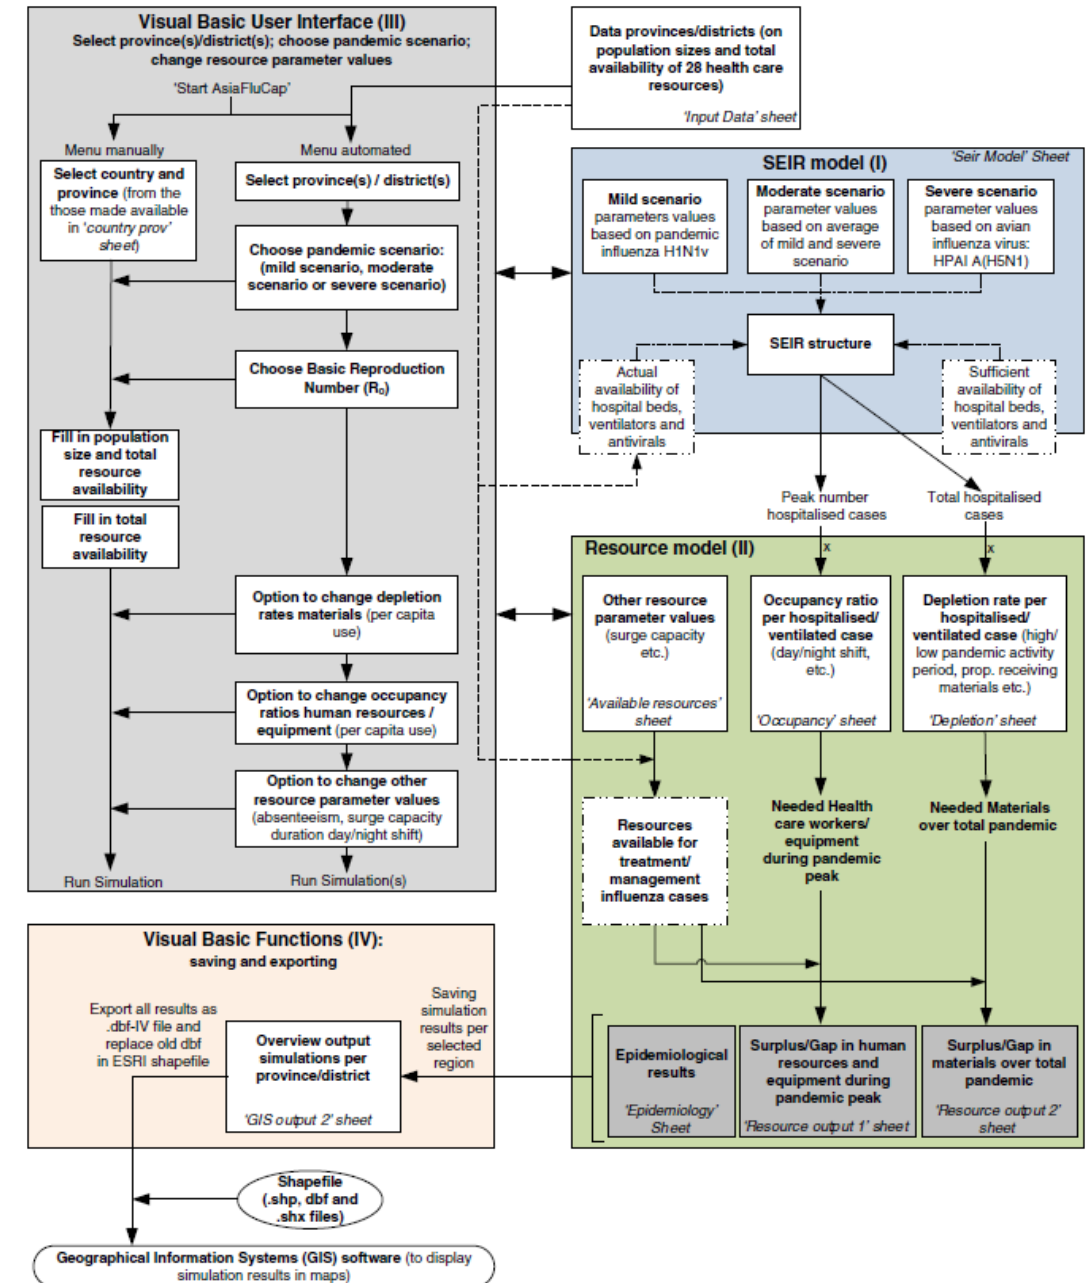 Visual Basic User Interface (III)
Select province(s)/district(s); choose pandemic scenario;
change resource parameter values
'Start AsiaFluCap'
Menu manually
Menu automated
Select country and
province (from the
those made available
in 'country prov'
sheet)
Select province(s) / district(s)
Choose pandemic scenario:
(mild scenario, moderate
scenario or severe scenario)
Choose Basic Reproduction
Number (R₀)
Fill in population
size and total
resource
availability
Fill in total
resource
availability
Option to change depletion
rates materials (per capita
use)
Option to change occupancy
ratios human resources /
equipment (per capita use)
Option to change other
resource parameter values
(absenteeism, surge capacity
duration day/night shift)
Run Simulation
Run Simulation(s)
Data provinces/districts (on
population sizes and total
availability of 28 health care
resources)
'Input Data' sheet
SEIR model (I)
'Seir Model' Sheet
Mild scenario
parameters values
based on pandemic
influenza H1N1v
Moderate scenario
parameter values
based on average
of mild and severe
scenario
Severe scenario
parameter values
based on avian
influenza virus:
HPAI A(H5N1)
SEIR structure
Actual
availability of
hospital beds,
ventilators and
antivirals
Sufficient
availability of
hospital beds,
ventilators and
antivirals
Peak number
hospitalised cases
Total hospitalised
cases
Resource model (II)
x
x
Other resource
parameter values
(surge capacity
etc.)
'Available resources'
sheet
Occupancy ratio
per hospitalised/
ventilated case
(day/night shift,
etc.)
'Occupancy' sheet
Depletion rate per
hospitalised/
ventilated case (high/
low pandemic activity
period, prop. receiving
materials etc.)
'Depletion' sheet
Resources
available for
treatment/
management
influenza cases
Needed Health
care workers/
equipment
during pandemic
peak
Needed Materials
over total pandemic
Epidemiological
results
'Epidemiology'
Sheet
Surplus/Gap in human
resources and
equipment during
pandemic peak
'Resource output 1' sheet
Surplus/Gap in
materials over total
pandemic
'Resource output 2'
sheet
Visual Basic Functions (IV):
saving and exporting
Export all results as
.dbf-IV file and
replace old dbf
in ESRI shapefile
Overview output
simulations per
province/district
'GIS output 2' sheet
Saving
simulation
results per
selected
region
Shapefile
(.shp, dbf and
.shx files)
Geographical Information Systems (GIS) software (to display
simulation results in maps)